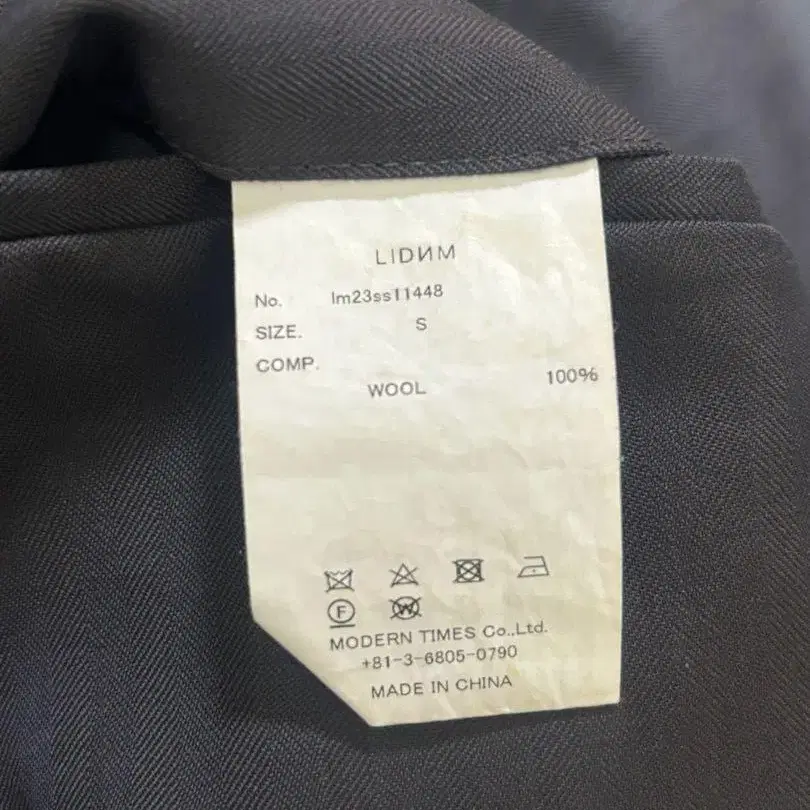 LIDИM
No. lm23ss11448
SIZE. S
COMP.
WOOL 100%
F W
MODERN TIMES Co.,Ltd.
+81-3-6805-0790
MADE IN CHINA